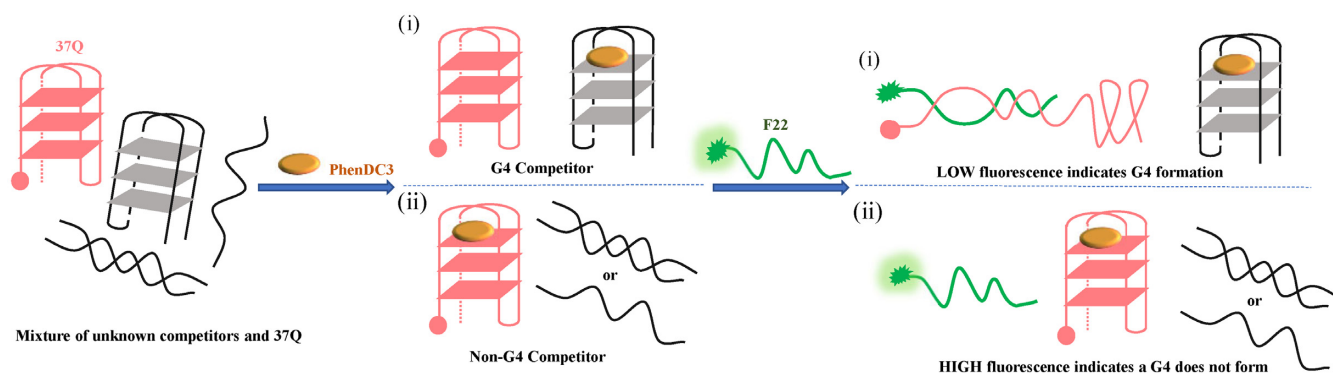 37Q
Mixture of unknown competitors and 37Q
PhenDC3
(i)
G4 Competitor
(ii)
or
Non-G4 Competitor
F22
(i)
LOW fluorescence indicates G4 formation
(ii)
or
HIGH fluorescence indicates a G4 does not form